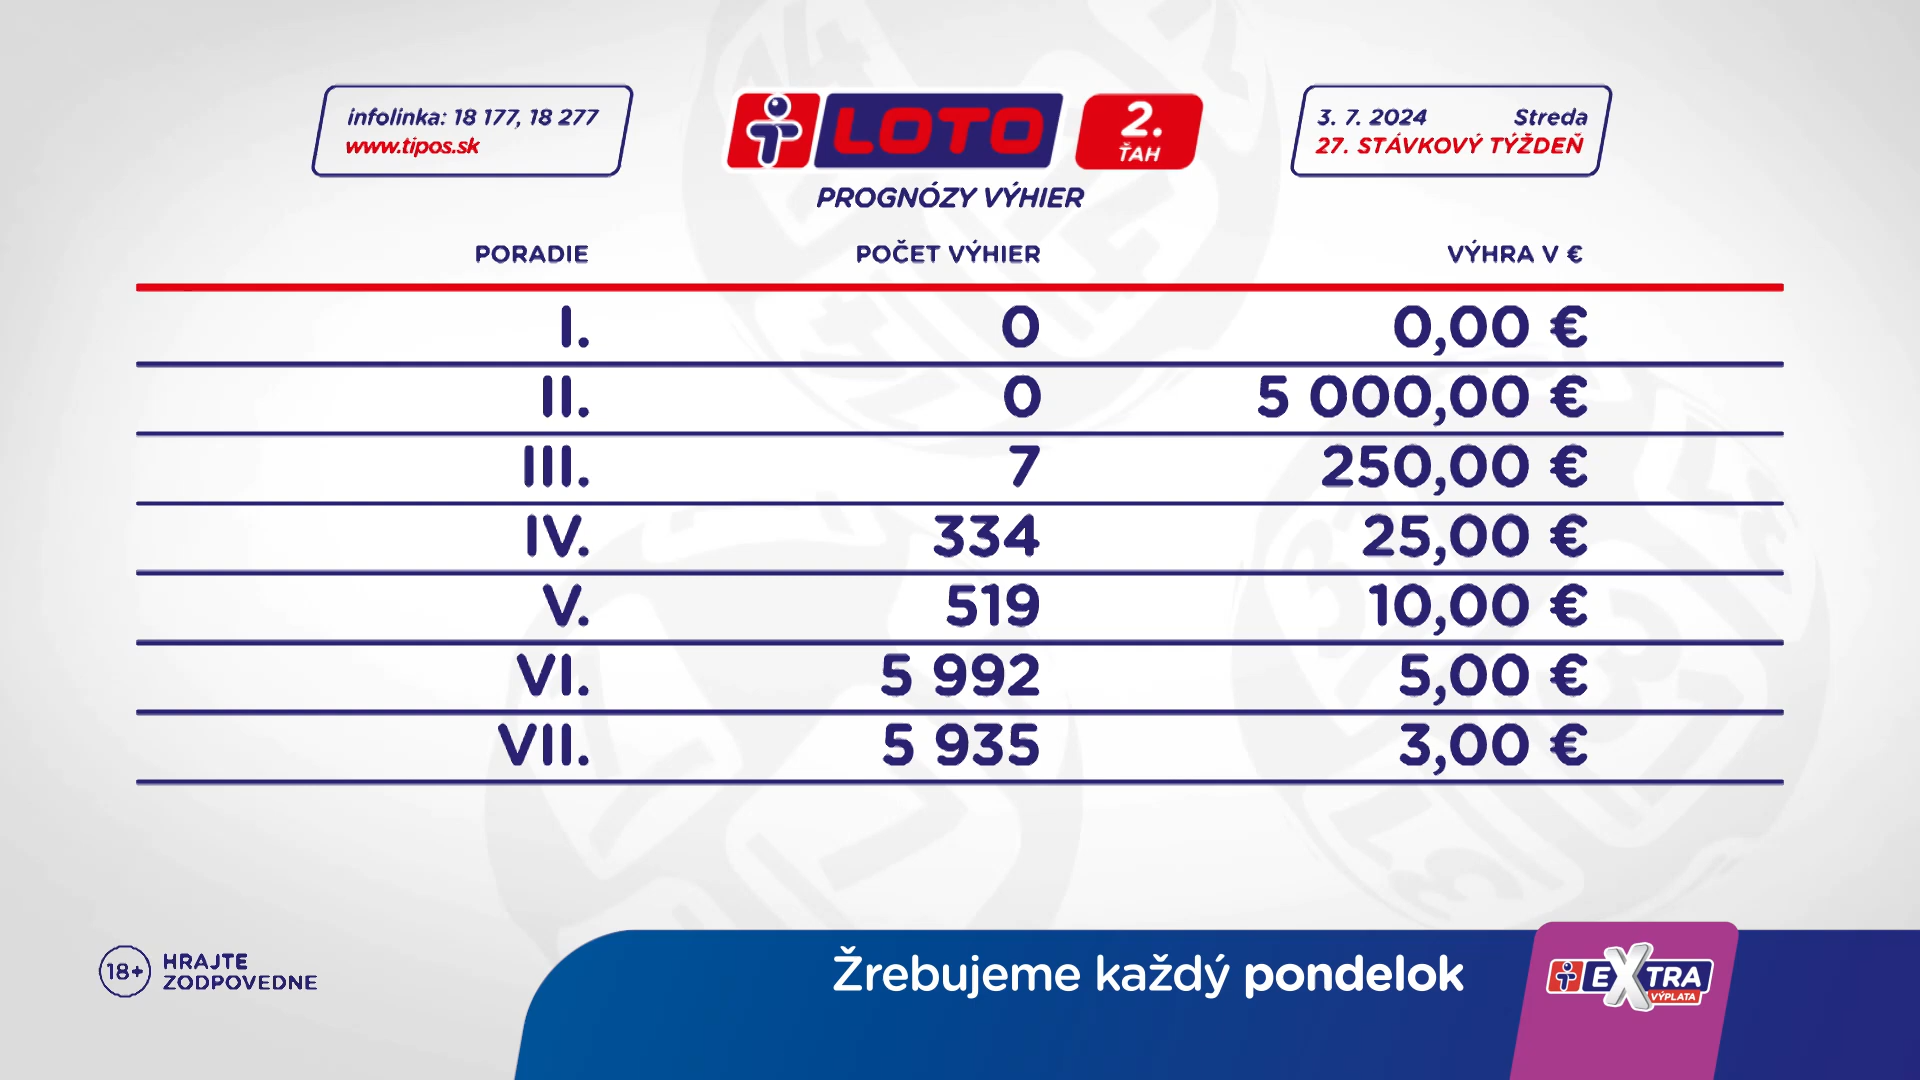 infolinka: 18 177, 18 277
www.tipos.sk
LOTO
2.
ŤAH
3. 7. 2024 Streda
27. STÁVKOVÝ TÝŽDEŇ
PROGNÓZY VÝHIER
PORADIE POČET VÝHIER VÝHRA V €
I. 0 0,00 €
II. 0 5 000,00 €
III. 7 250,00 €
IV. 334 25,00 €
V. 519 10,00 €
VI. 5 992 5,00 €
VII. 5 935 3,00 €
18+ HRAJTE
ZODPOVEDNE
Žrebujeme každý pondelok
EXTRA
VÝPLATA